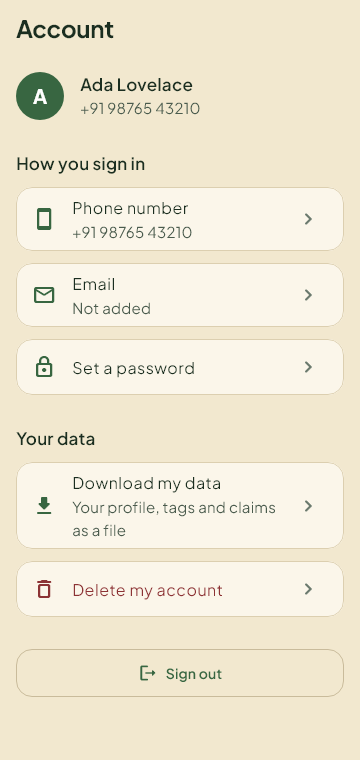 Account
A
Ada Lovelace
+91 98765 43210
How you sign in
Phone number
+91 98765 43210
Email
Not added
Set a password
Your data
Download my data
Your profile, tags and claims
as a file
Delete my account
Sign out